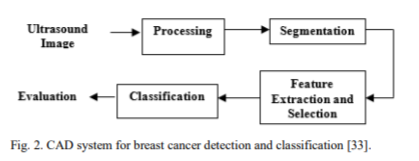 Ultrasound
Image
Processing
Segmentation
Feature
Extraction and
Selection
Classification
Evaluation
Fig. 2. CAD system for breast cancer detection and classification [33].